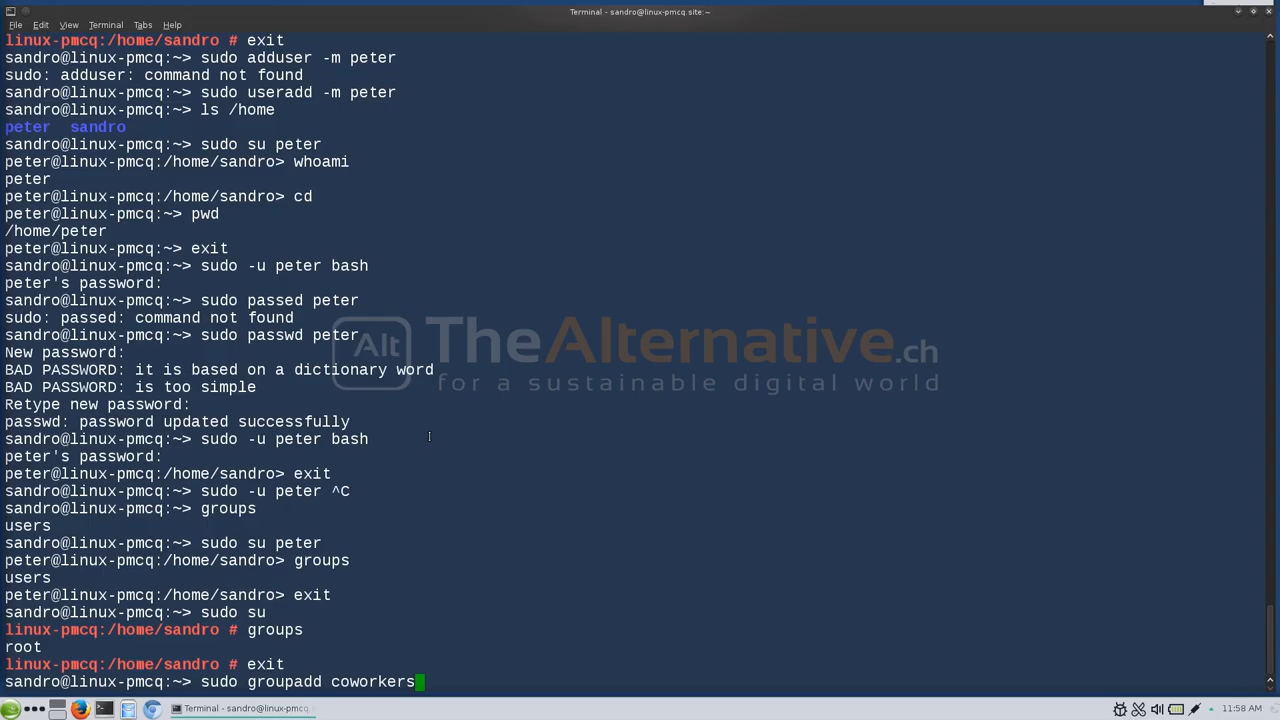 Terminal - sandro@linux-pmcq.site:~
File Edit View Terminal Tabs Help
linux-pmcq:/home/sandro # exit
sandro@linux-pmcq:~> sudo adduser -m peter
sudo: adduser: command not found
sandro@linux-pmcq:~> sudo useradd -m peter
sandro@linux-pmcq:~> ls /home
peter sandro
sandro@linux-pmcq:~> sudo su peter
peter@linux-pmcq:/home/sandro> whoami
peter
peter@linux-pmcq:/home/sandro> cd
peter@linux-pmcq:~> pwd
/home/peter
peter@linux-pmcq:~> exit
sandro@linux-pmcq:~> sudo -u peter bash
peter's password:
sandro@linux-pmcq:~> sudo passed peter
sudo: passed: command not found
sandro@linux-pmcq:~> sudo passwd peter
New password:
BAD PASSWORD: it is based on a dictionary word
BAD PASSWORD: is too simple
Retype new password:
passwd: password updated successfully
sandro@linux-pmcq:~> sudo -u peter bash
peter's password:
peter@linux-pmcq:/home/sandro> exit
sandro@linux-pmcq:~> sudo -u peter ^C
sandro@linux-pmcq:~> groups
users
sandro@linux-pmcq:~> sudo su peter
peter@linux-pmcq:/home/sandro> groups
users
peter@linux-pmcq:/home/sandro> exit
sandro@linux-pmcq:~> sudo su
linux-pmcq:/home/sandro # groups
root
linux-pmcq:/home/sandro # exit
sandro@linux-pmcq:~> sudo groupadd coworkers
Alt TheAlternative.ch
for a sustainable digital world
Terminal - sandro@linux-pmcq.
11:58 AM